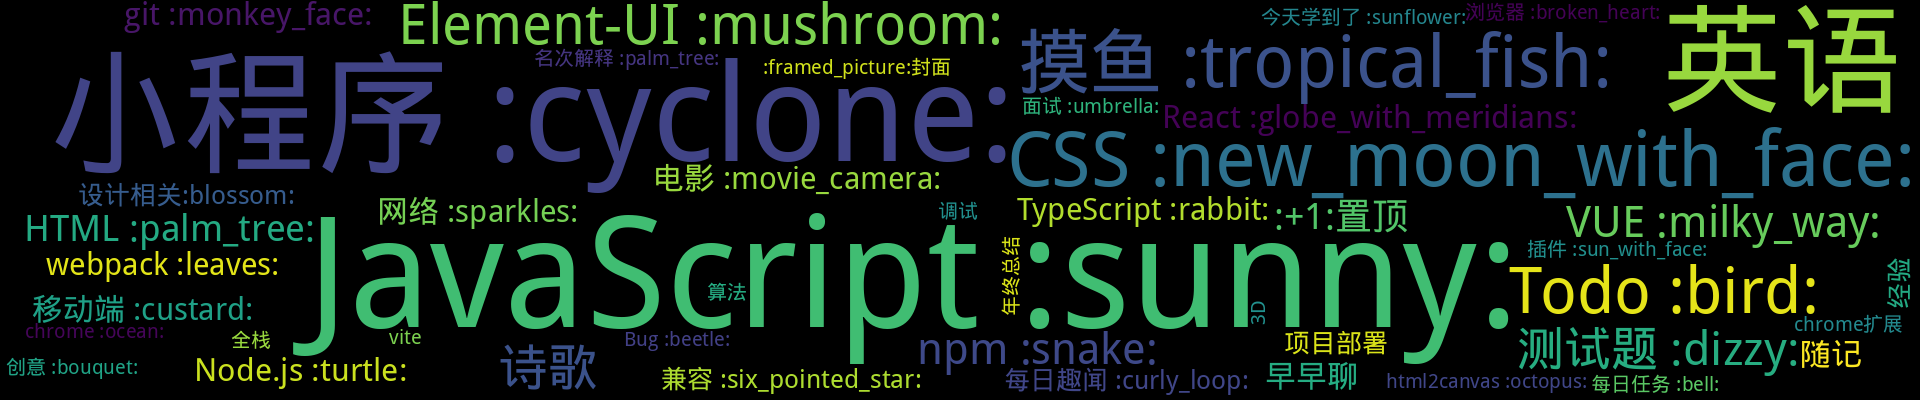 git :monkey_face:
Element-UI :mushroom:
今天学到了 :sunflower:
浏览器 :broken_heart:
英语
小程序 :cyclone:
名次解释 :palm_tree:
:framed_picture:封面
摸鱼 :tropical_fish:
面试 :umbrella:
React :globe_with_meridians:
CSS :new_moon_with_face:
电影 :movie_camera:
设计相关:blossom:
网络 :sparkles:
调试
TypeScript :rabbit:
:+1:置顶
VUE :milky_way:
HTML :palm_tree:
JavaScript :sunny:
年终总结
插件 :sun_with_face:
webpack :leaves:
Todo :bird:
经验
移动端 :custard:
算法
3D
chrome :ocean:
全栈
vite
Bug :beetle:
chrome扩展
创意 :bouquet:
Node.js :turtle:
诗歌
npm :snake:
项目部署
测试题 :dizzy:
随记
兼容 :six_pointed_star:
每日趣闻 :curly_loop:
早早聊
html2canvas :octopus:
每日任务 :bell: